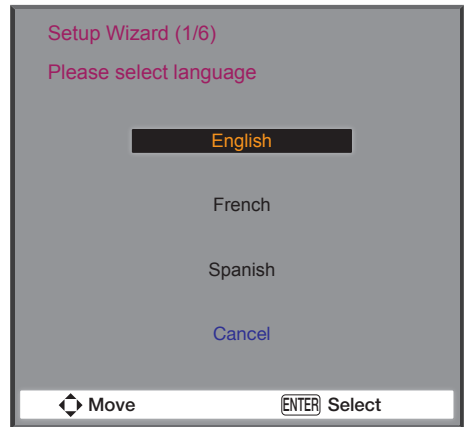 Setup Wizard (1/6)
Please select language
English
French
Spanish
Cancel
Move ENTER Select